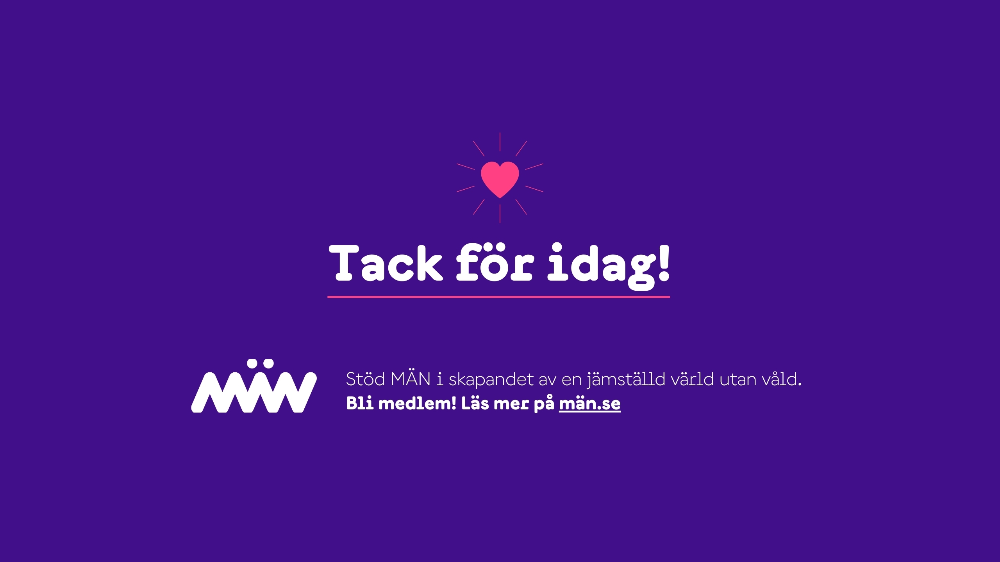 Tack för idag!
MÄN
Stöd MÄN i skapandet av en jämställd värld utan våld.
Bli medlem! Läs mer på män.se